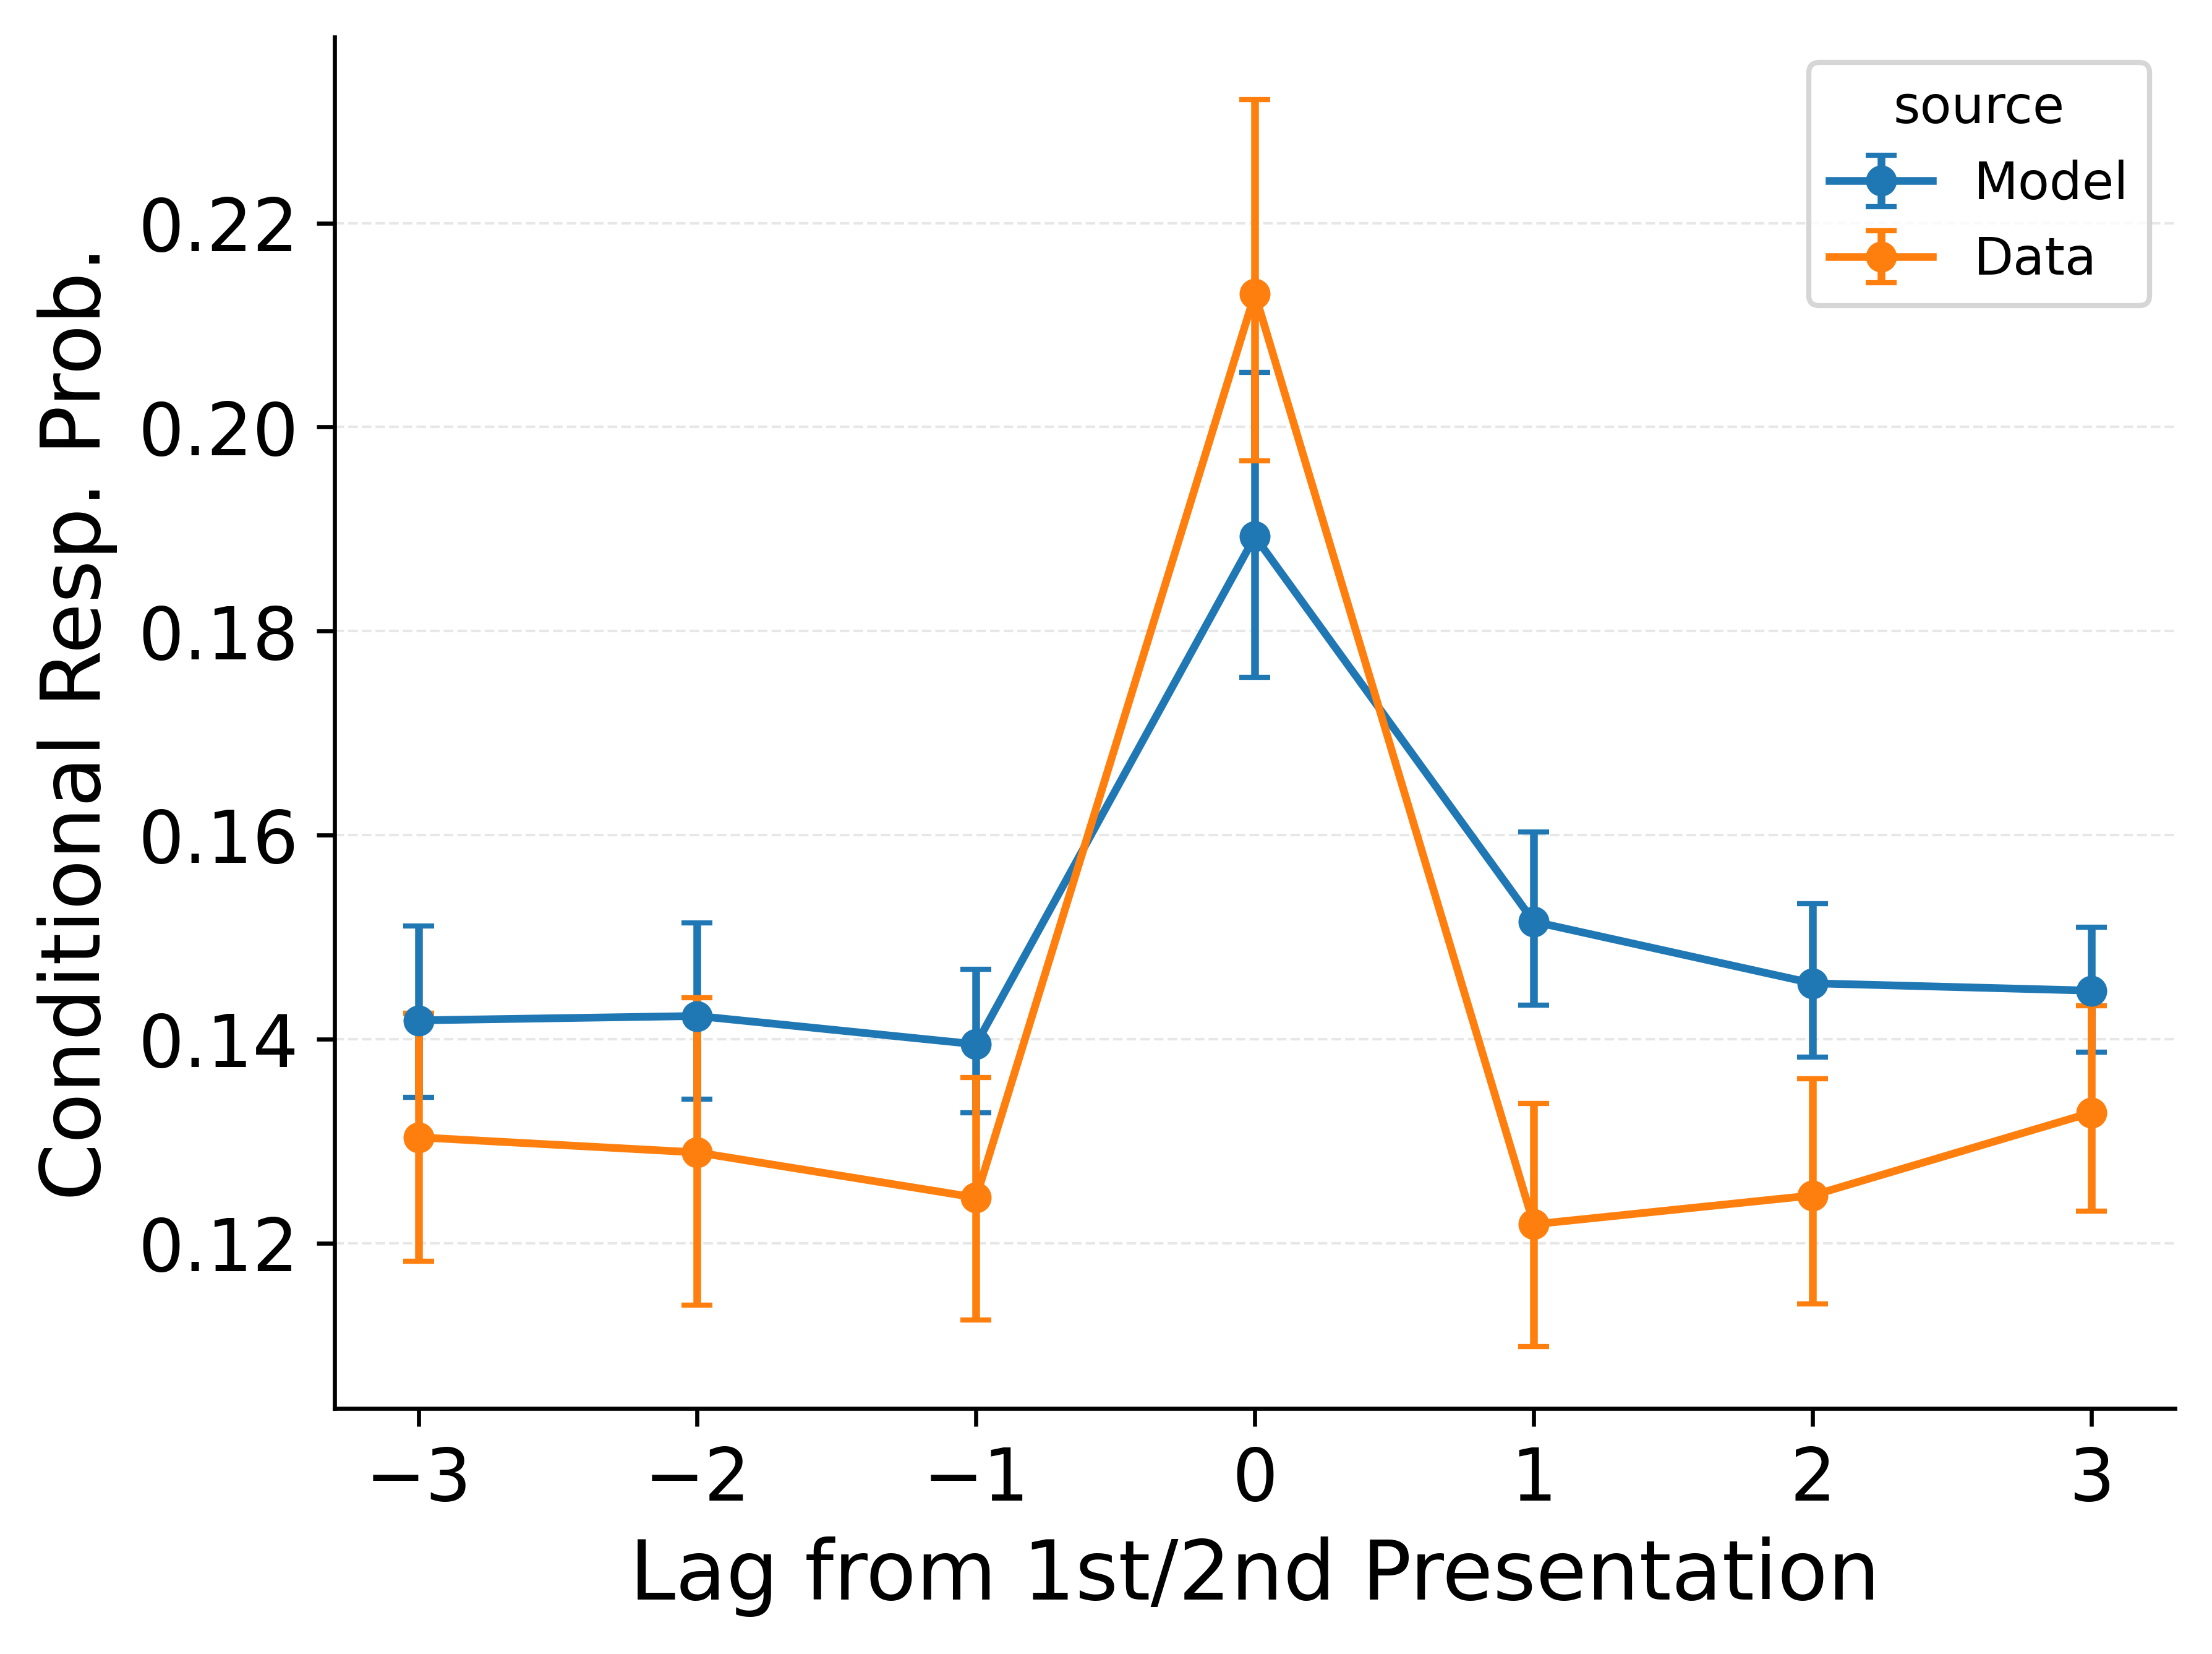 source
Model
Data
Conditional Resp. Prob.
0.22
0.20
0.18
0.16
0.14
0.12
−3 −2 −1 0 1 2 3
Lag from 1st/2nd Presentation